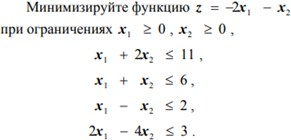 Минимизируйте функцию z = –2x₁ – x₂
при ограничениях x₁ ≥ 0 , x₂ ≥ 0 ,
x₁ + 2x₂ ≤ 11 ,
x₁ + x₂ ≤ 6 ,
x₁ – x₂ ≤ 2 ,
2x₁ – 4x₂ ≤ 3 .